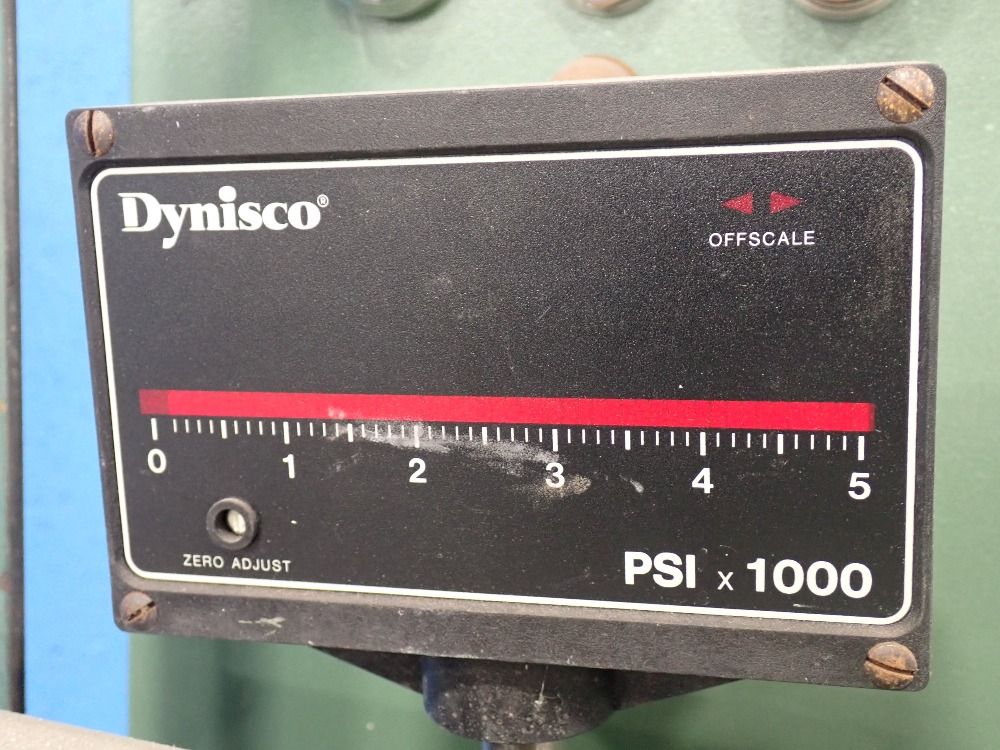 Dynisco®
OFFSCALE
0 1 2 3 4 5
ZERO ADJUST
PSI x 1000